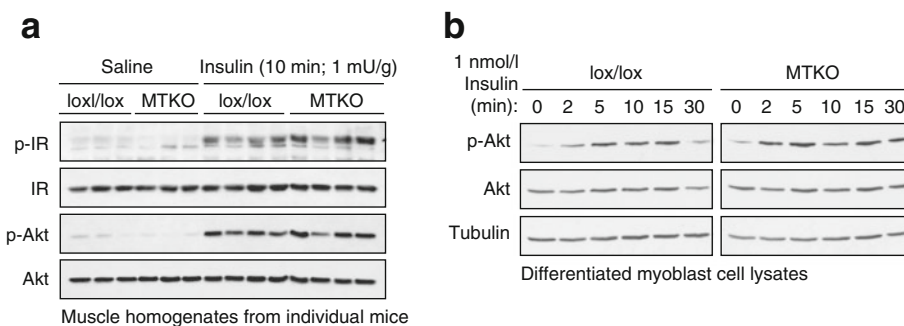 a
Saline
Insulin (10 min; 1 mU/g)
loxl/lox
MTKO
lox/lox
MTKO
p-IR
IR
p-Akt
Akt
Muscle homogenates from individual mice
b
1 nmol/l
Insulin
(min):
lox/lox
MTKO
0 2 5 10 15 30
0 2 5 10 15 30
p-Akt
Akt
Tubulin
Differentiated myoblast cell lysates